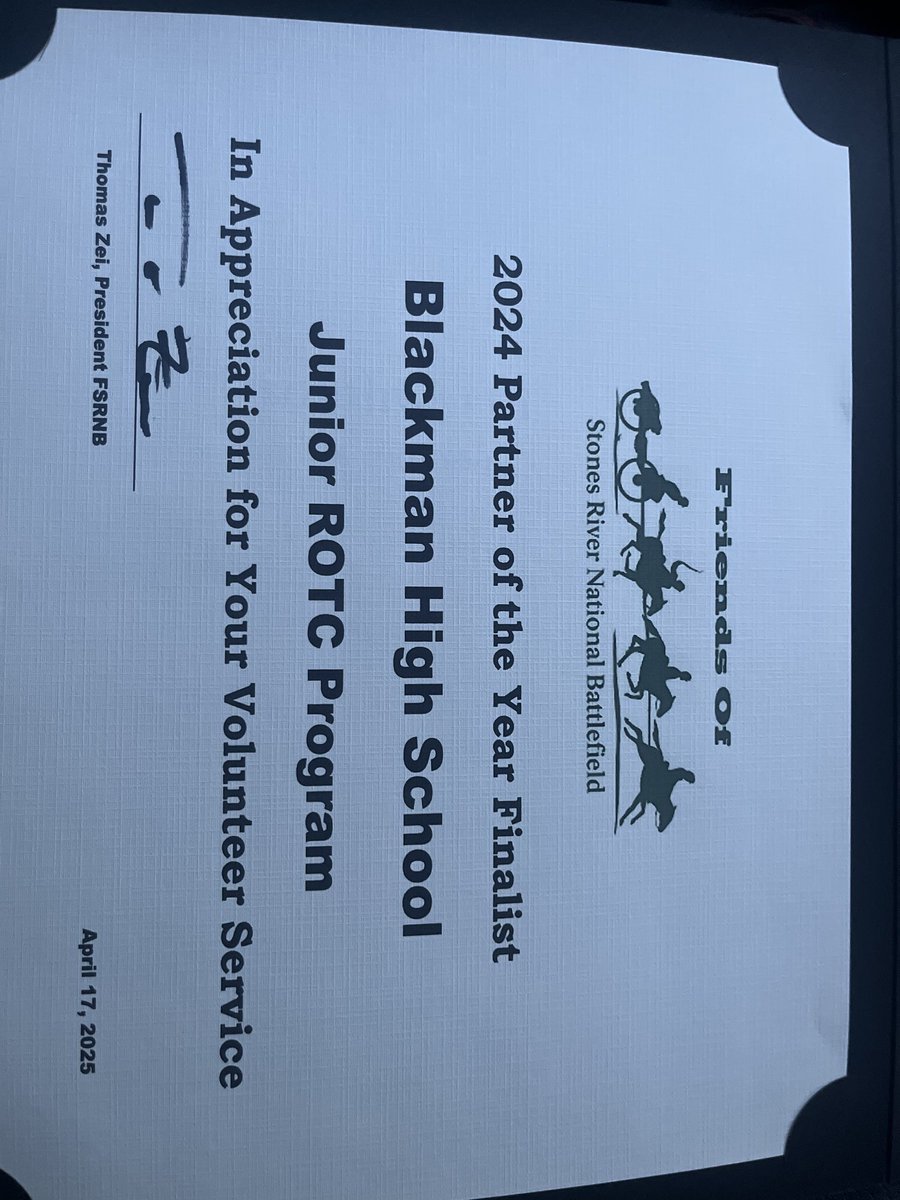 Friends Of
Stones River National Battlefield
2024 Partner of the Year Finalist
Blackman High School
Junior ROTC Program
In Appreciation for Your Volunteer Service
Thomas Zei, President FSRNB
April 17, 2025